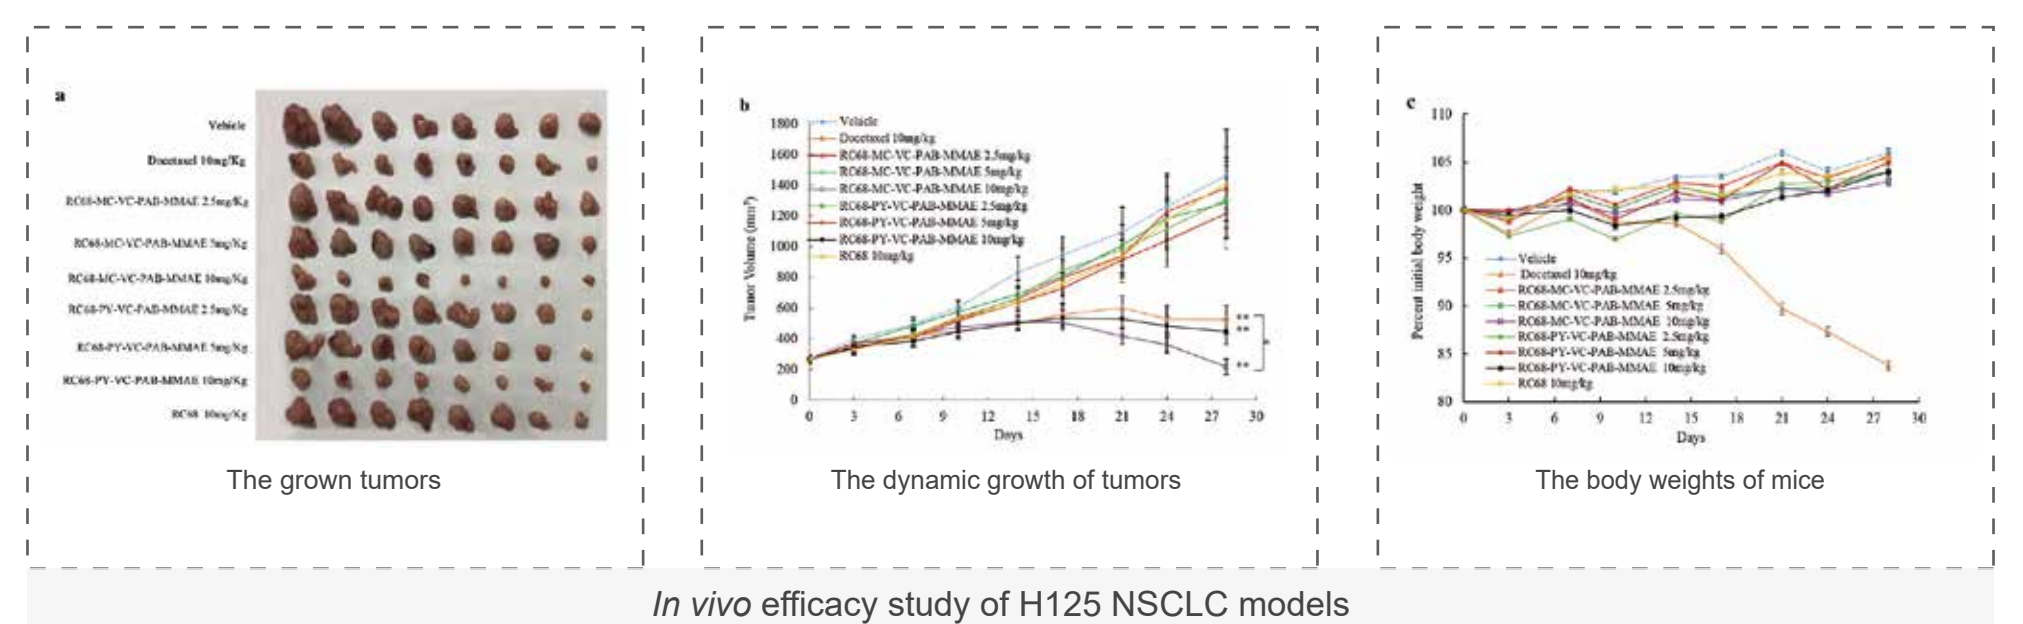 a
Vehicle
Docetaxel 10mg/Kg
RC68-MC-VC-PAB-MMAE 2.5mg/Kg
RC68-MC-VC-PAB-MMAE 5mg/Kg
RC68-MC-VC-PAB-MMAE 10mg/Kg
RC68-PY-VC-PAB-MMAE 2.5mg/Kg
RC68-PY-VC-PAB-MMAE 5mg/Kg
RC68-PY-VC-PAB-MMAE 10mg/Kg
RC68 10mg/Kg
The grown tumors
b
Tumor Volume (mm³)
1800
1600
1400
1200
1000
800
600
400
200
0
Vehicle
Docetaxel 10mg/kg
RC68-MC-VC-PAB-MMAE 2.5mg/kg
RC68-MC-VC-PAB-MMAE 5mg/kg
RC68-MC-VC-PAB-MMAE 10mg/kg
RC68-PY-VC-PAB-MMAE 2.5mg/kg
RC68-PY-VC-PAB-MMAE 5mg/kg
RC68-PY-VC-PAB-MMAE 10mg/kg
RC68 10mg/kg
**
**
*
**
0 3 6 9 12 15 18 21 24 27 30
Days
The dynamic growth of tumors
c
Percent initial body weight
110
105
100
95
90
85
80
Vehicle
Docetaxel 10mg/kg
RC68-MC-VC-PAB-MMAE 2.5mg/kg
RC68-MC-VC-PAB-MMAE 5mg/kg
RC68-MC-VC-PAB-MMAE 10mg/kg
RC68-PY-VC-PAB-MMAE 2.5mg/kg
RC68-PY-VC-PAB-MMAE 5mg/kg
RC68-PY-VC-PAB-MMAE 10mg/kg
RC68 10mg/kg
0 3 6 9 12 15 18 21 24 27 30
Days
The body weights of mice
In vivo efficacy study of H125 NSCLC models